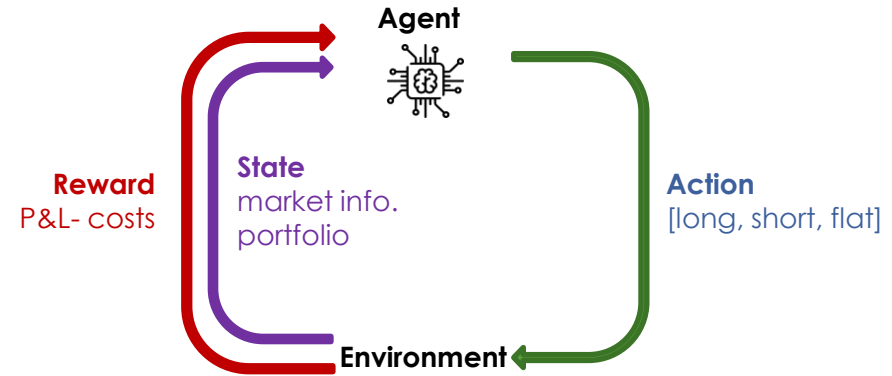 Agent
Reward
P&L- costs
State
market info.
portfolio
Action
[long, short, flat]
Environment